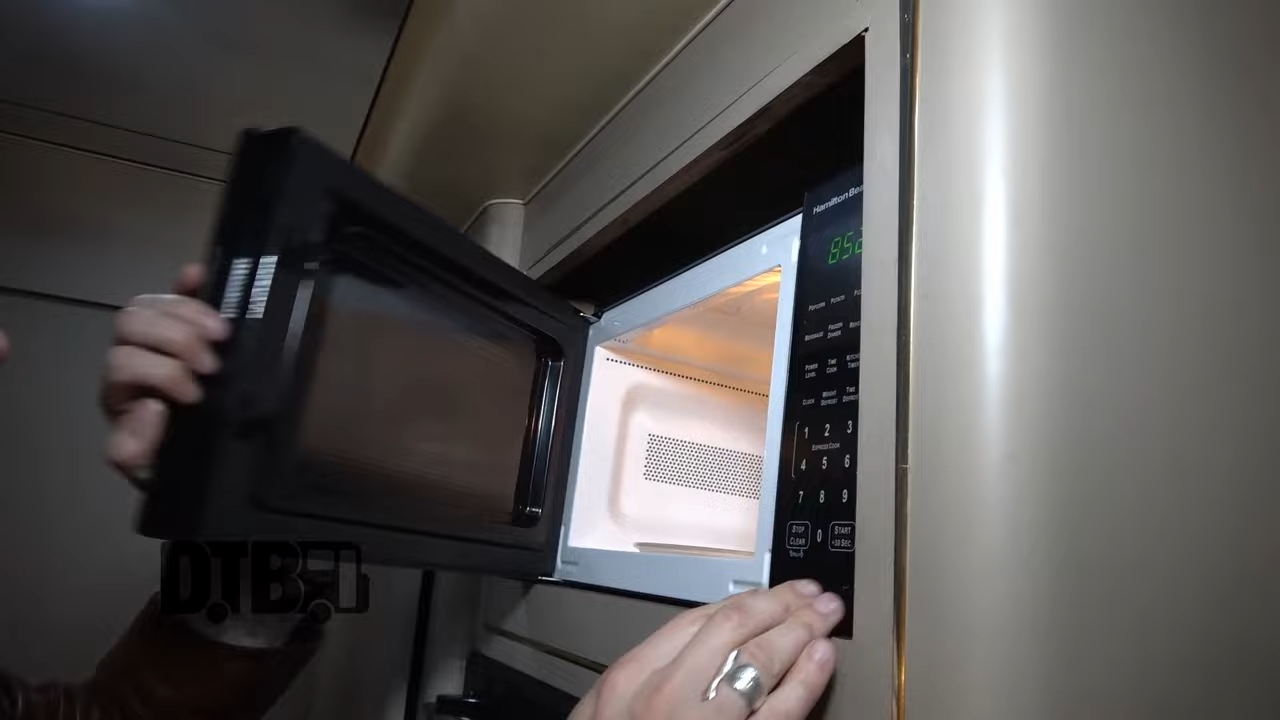 Hamilton Bea
852
POPCORN POTATO
BEVERAGE FROZEN DINNER
POWER LEVEL TIME COOK KITCHEN TIMER
CLOCK WEIGHT DEFROST TIME DEFROST
1 2 3
EXPRESS COOK
4 5 6
7 8 9
STOP CLEAR 0 START +30 SEC.
DTB